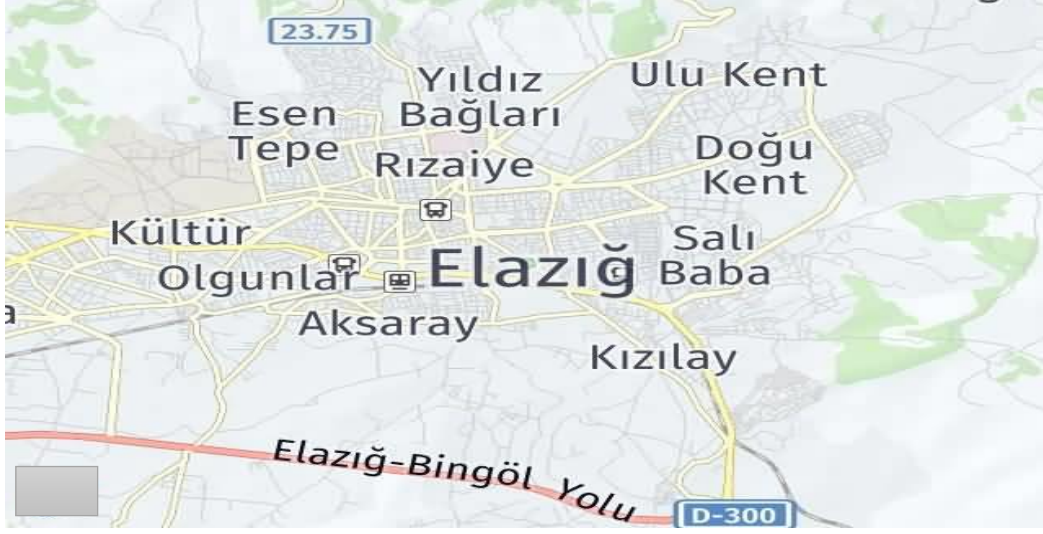 23.75
Yıldız
Bağları
Ulu Kent
Esen
Tepe
Rızaiye
Doğu
Kent
Kültür
Salı
Baba
Olgunlar
Elazığ
Aksaray
Kızılay
Elazığ-Bingöl Yolu
D-300